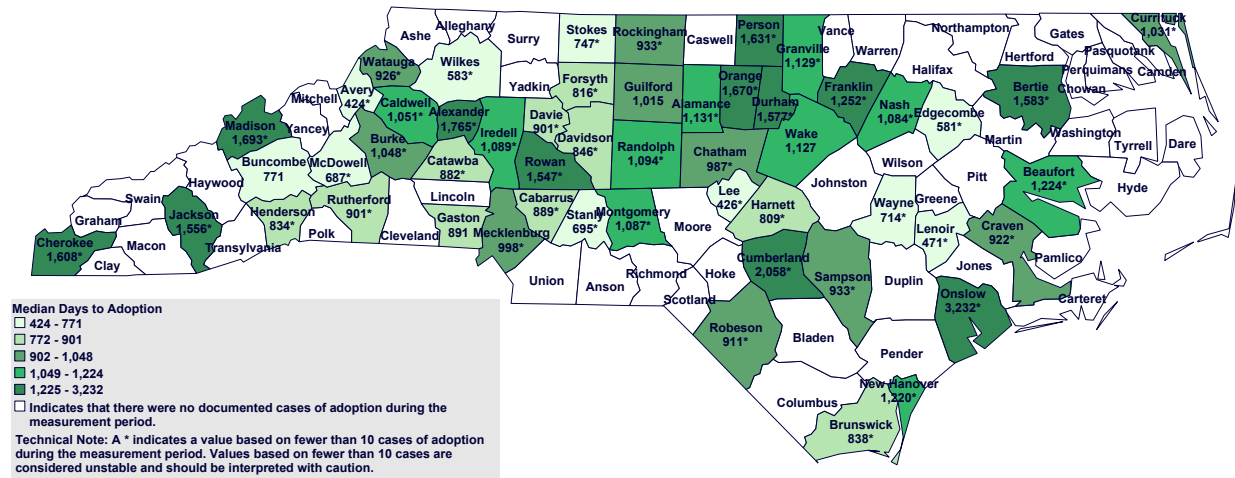 Ashe
Alleghany
Surry
Stokes
747*
Rockingham
933*
Caswell
Person
1,631*
Granville
1,129*
Vance
Warren
Northampton
Gates
Currituck
1,031*
Hertford
Pasquotank
Perquimans
Camden
Chowan
Halifax
Watauga
926*
Wilkes
583*
Yadkin
Forsyth
816*
Guilford
1,015
Alamance
1,131*
Orange
1,670*
Durham
1,577*
Franklin
1,252*
Nash
1,084*
Edgecombe
581*
Bertie
1,583*
Mitchell
Avery
424*
Caldwell
1,051*
Alexander
1,765*
Iredell
1,089*
Davie
901*
Davidson
846*
Randolph
1,094*
Chatham
987*
Wake
1,127
Wilson
Martin
Washington
Tyrrell
Dare
Madison
1,693*
Yancey
Buncombe
771
McDowell
687*
Burke
1,048*
Catawba
882*
Rowan
1,547*
Haywood
Swain
Graham
Jackson
1,556*
Henderson
834*
Rutherford
901*
Lincoln
Gaston
891
Cabarrus
889*
Stanly
695*
Montgomery
1,087*
Lee
426*
Harnett
809*
Johnston
Wayne
714*
Greene
Pitt
Beaufort
1,224*
Hyde
Cherokee
1,608*
Macon
Clay
Transylvania
Polk
Cleveland
Mecklenburg
998*
Moore
Lenoir
471*
Craven
922*
Pamlico
Union
Anson
Richmond
Hoke
Scotland
Cumberland
2,058*
Sampson
933*
Duplin
Jones
Onslow
3,232*
Carteret
Robeson
911*
Bladen
Pender
New Hanover
1,220*
Columbus
Brunswick
838*
Median Days to Adoption
424 - 771
772 - 901
902 - 1,048
1,049 - 1,224
1,225 - 3,232
Indicates that there were no documented cases of adoption during the
measurement period.
Technical Note: A * indicates a value based on fewer than 10 cases of adoption
during the measurement period. Values based on fewer than 10 cases are
considered unstable and should be interpreted with caution.